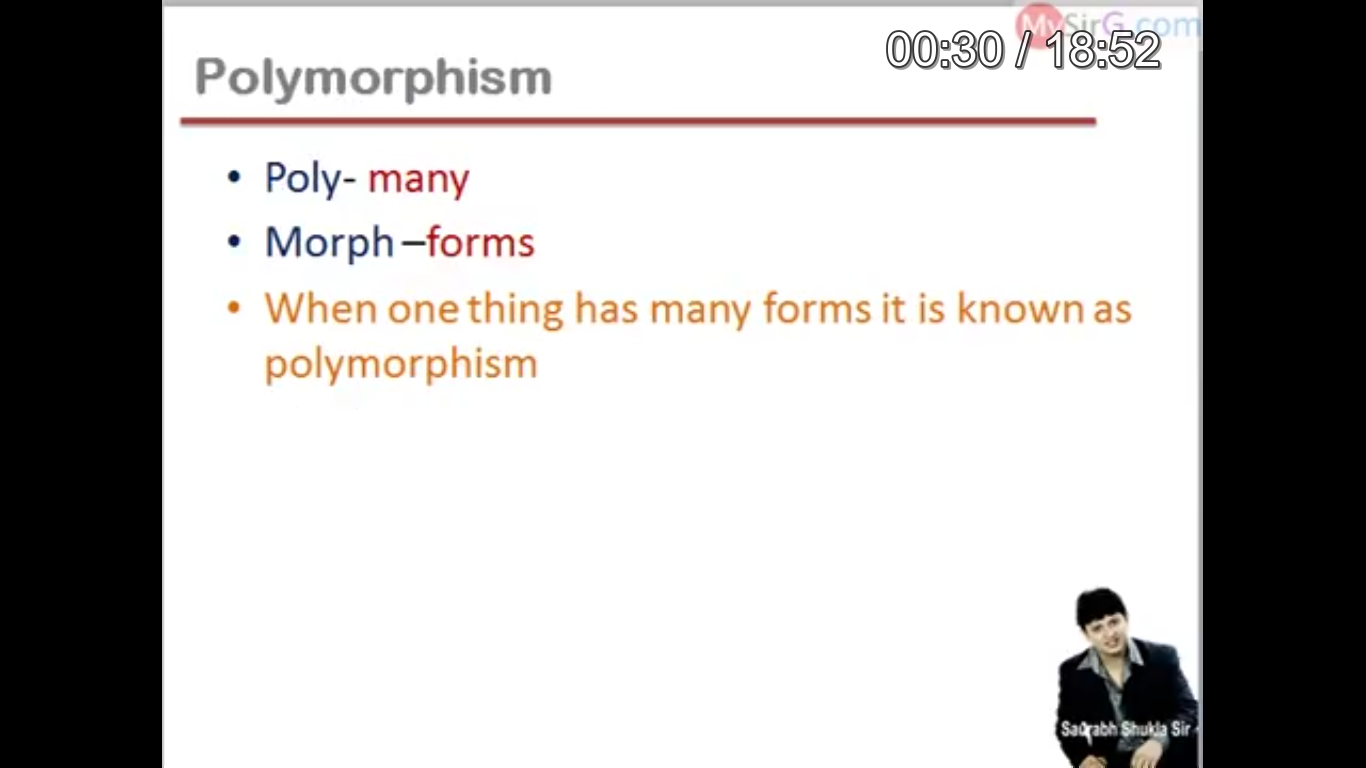 MySirG.com
00:30 / 18:52
Polymorphism
• Poly- many
• Morph –forms
• When one thing has many forms it is known as
polymorphism
Saurabh Shukla Sir